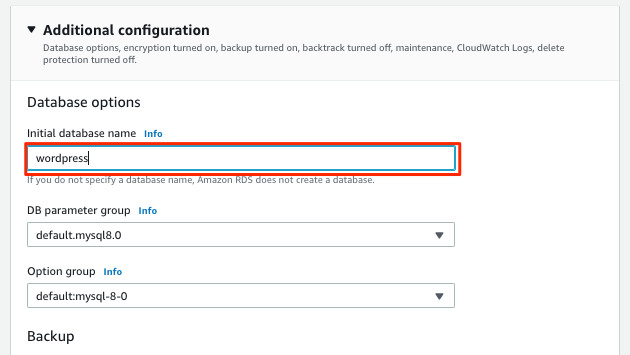 Additional configuration
Database options, encryption turned on, backup turned on, backtrack turned off, maintenance, CloudWatch Logs, delete
protection turned off.
Database options
Initial database name Info
wordpress
If you do not specify a database name, Amazon RDS does not create a database.
DB parameter group Info
default.mysql8.0
Option group Info
default:mysql-8-0
Backup